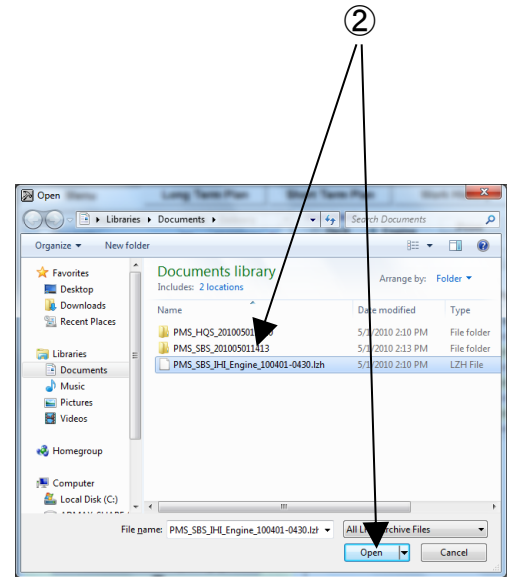 ②
Open
Libraries Documents
Search Documents
Organize New folder
Favorites
Desktop
Downloads
Recent Places
Libraries
Documents
Music
Pictures
Videos
Homegroup
Computer
Local Disk (C:)
Documents library
Includes: 2 locations
Arrange by: Folder
Name Date modified Type
5/1/2010 2:10 PM File folder
PMS_SBS_201005011413 5/1/2010 2:13 PM File folder
PMS_SBS_IHI_Engine_100401-0430.lzh 5/1/2010 2:10 PM LZH File
File name: PMS_SBS_IHI_Engine_100401-0430.lzh
All Archive Files
Open Cancel